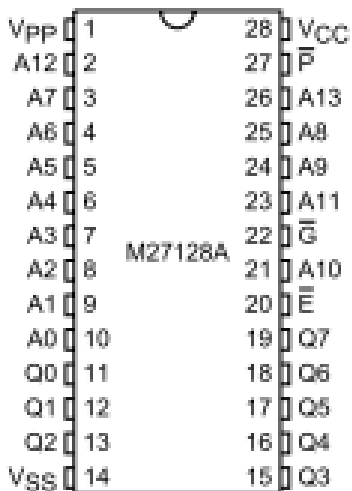 VPP 1 28 VCC
A12 2 27 P̅
A7 3 26 A13
A6 4 25 A8
A5 5 24 A9
A4 6 23 A11
A3 7 22 G̅
M27128A
A2 8 21 A10
A1 9 20 E̅
A0 10 19 Q7
Q0 11 18 Q6
Q1 12 17 Q5
Q2 13 16 Q4
VSS 14 15 Q3